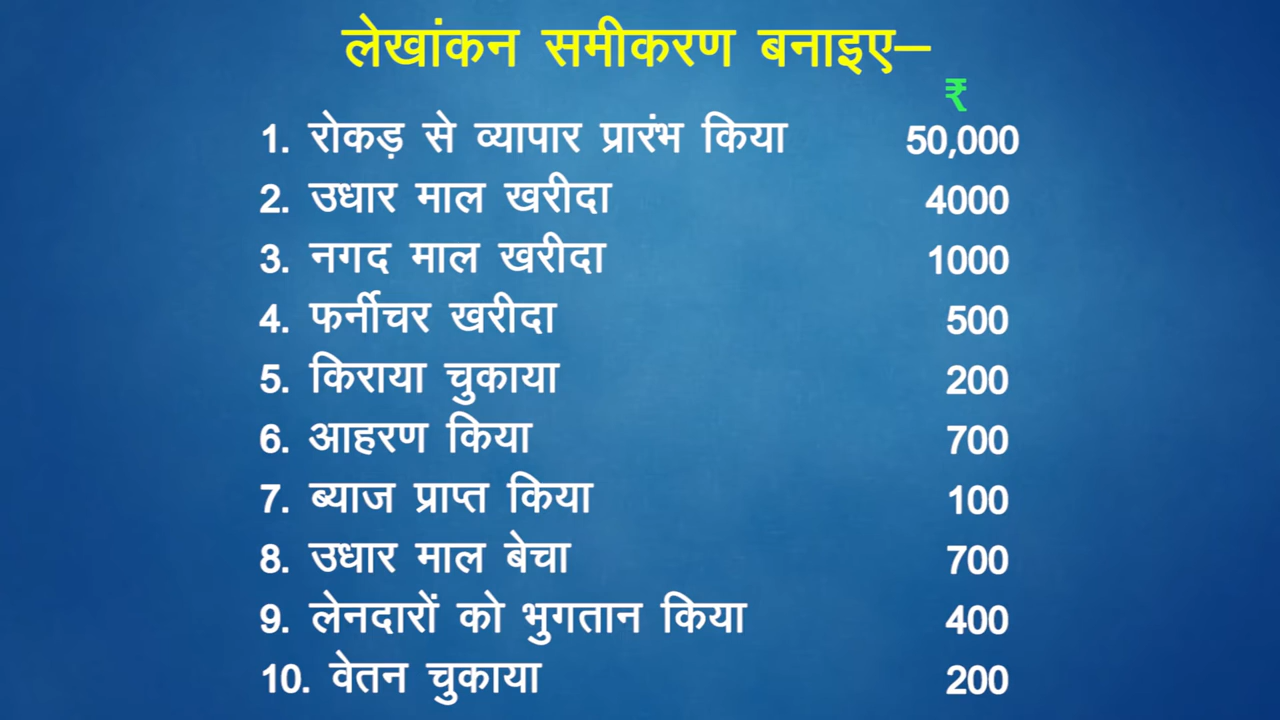 लेखांकन समीकरण बनाइए–
₹
1. रोकड़ से व्यापार प्रारंभ किया 50,000
2. उधार माल खरीदा 4000
3. नगद माल खरीदा 1000
4. फर्नीचर खरीदा 500
5. किराया चुकाया 200
6. आहरण किया 700
7. ब्याज प्राप्त किया 100
8. उधार माल बेचा 700
9. लेनदारों को भुगतान किया 400
10. वेतन चुकाया 200